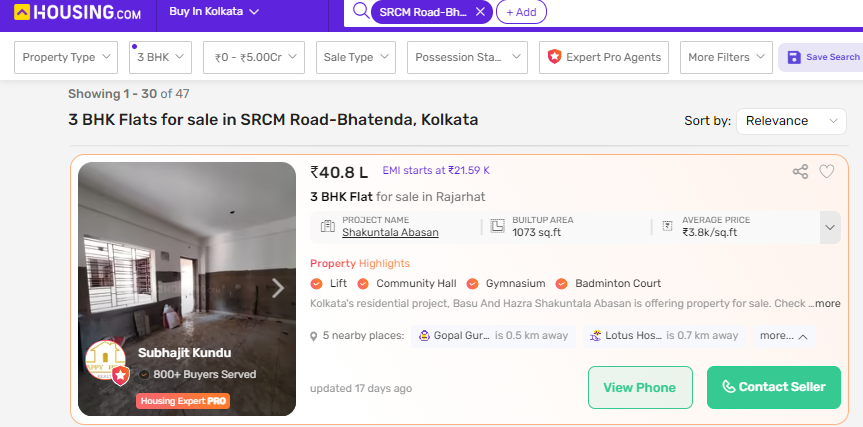 HOUSING.COM
Buy In Kolkata
SRCM Road-Bh...
+ Add
Property Type
3 BHK
₹0 - ₹5.00Cr
Sale Type
Possession Sta...
Expert Pro Agents
More Filters
Save Search
Showing 1 - 30 of 47
3 BHK Flats for sale in SRCM Road-Bhatenda, Kolkata
Sort by: Relevance
₹40.8 L EMI starts at ₹21.59 K
3 BHK Flat for sale in Rajarhat
PROJECT NAME
Shakuntala Abasan
BUILTUP AREA
1073 sq.ft
AVERAGE PRICE
₹3.8k/sq.ft
Property Highlights
Lift Community Hall Gymnasium Badminton Court
Kolkata's residential project, Basu And Hazra Shakuntala Abasan is offering property for sale. Check ...more
5 nearby places: Gopal Gur... is 0.5 km away Lotus Hos... is 0.7 km away more...
Subhajit Kundu
800+ Buyers Served
Housing Expert PRO
updated 17 days ago
View Phone
Contact Seller